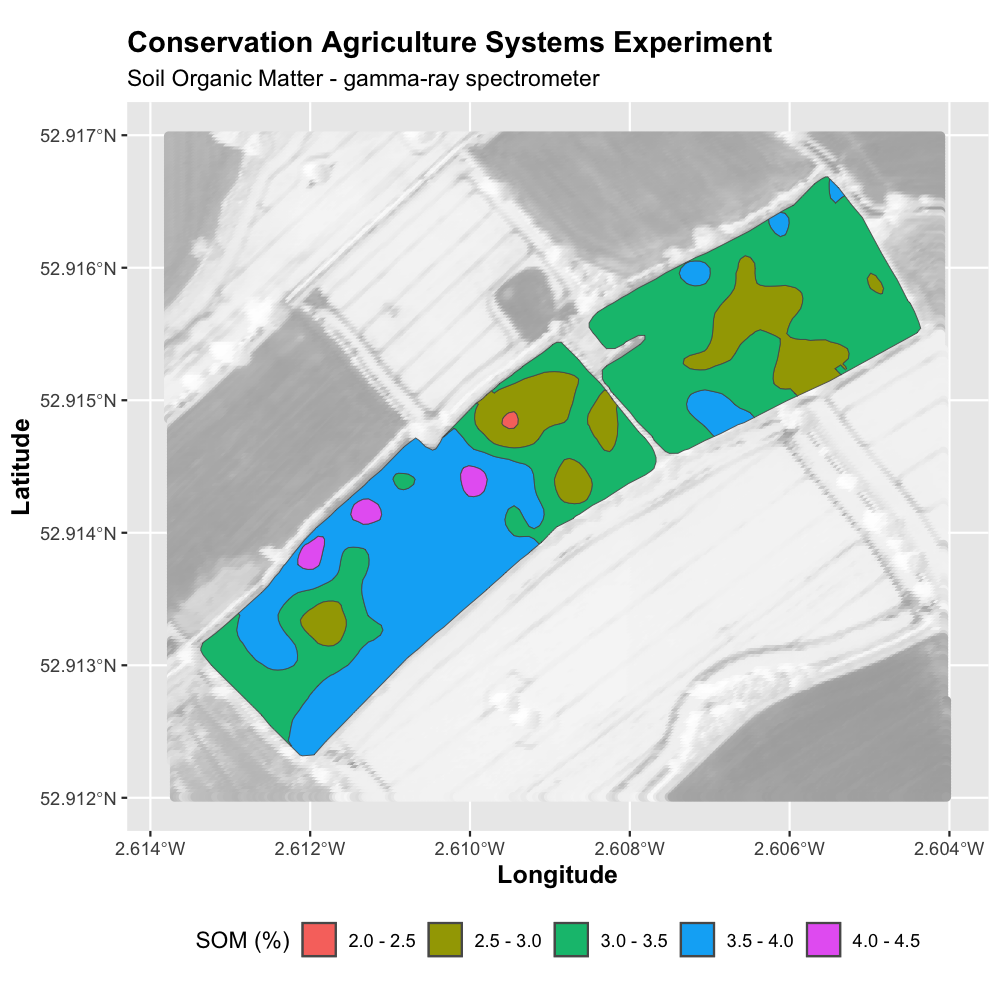 Conservation Agriculture Systems Experiment
Soil Organic Matter - gamma-ray spectrometer
52.917°N
52.916°N
52.915°N
52.914°N
52.913°N
52.912°N
Latitude
2.614°W 2.612°W 2.610°W 2.608°W 2.606°W 2.604°W
Longitude
SOM (%) 2.0 - 2.5 2.5 - 3.0 3.0 - 3.5 3.5 - 4.0 4.0 - 4.5